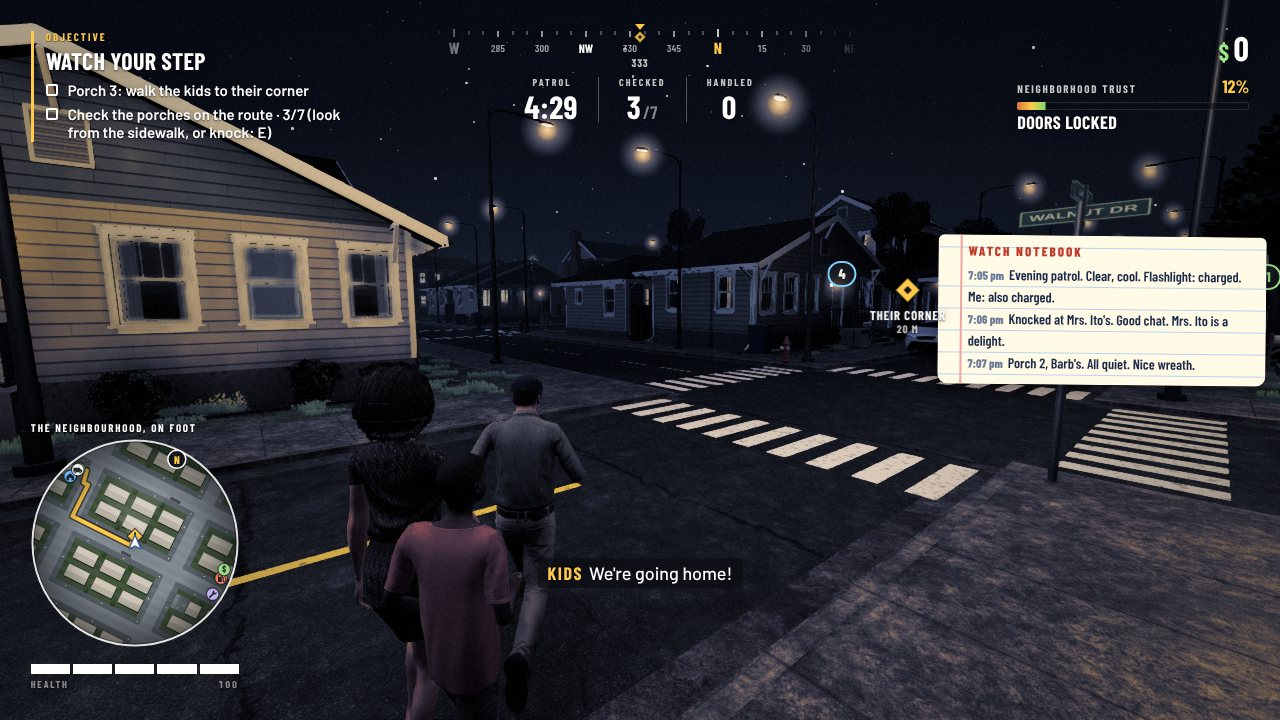 OBJECTIVE
WATCH YOUR STEP
Porch 3: walk the kids to their corner
Check the porches on the route · 3/7 (look
from the sidewalk, or knock: E)
W 285 300 NW 330 345 N 15 30 NE
333
PATROL CHECKED HANDLED
4:29 3/7 0
$ 0
NEIGHBORHOOD TRUST 12%
DOORS LOCKED
WALNUT DR
WATCH NOTEBOOK
7:05 pm Evening patrol. Clear, cool. Flashlight: charged.
Me: also charged.
7:06 pm Knocked at Mrs. Ito's. Good chat. Mrs. Ito is a
delight.
7:07 pm Porch 2, Barb's. All quiet. Nice wreath.
4
1
THEIR CORNER
20 M
THE NEIGHBOURHOOD, ON FOOT
N
$
KIDS We're going home!
HEALTH 100